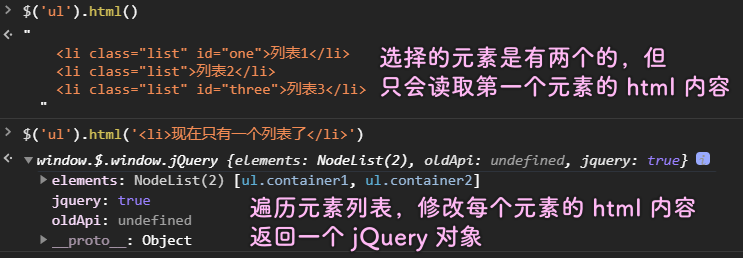 > $('ul').html()
"
<li class="list" id="one">列表1</li>
<li class="list">列表2</li>
<li class="list" id="three">列表3</li>
"
选择的元素是有两个的，但
只会读取第一个元素的 html 内容
> $('ul').html('<li>现在只有一个列表了</li>')
window.$.window.jQuery {elements: NodeList(2), oldApi: undefined, jquery: true} i
elements: NodeList(2) [ul.container1, ul.container2]
jquery: true
oldApi: undefined
__proto__: Object
遍历元素列表，修改每个元素的 html 内容
返回一个 jQuery 对象